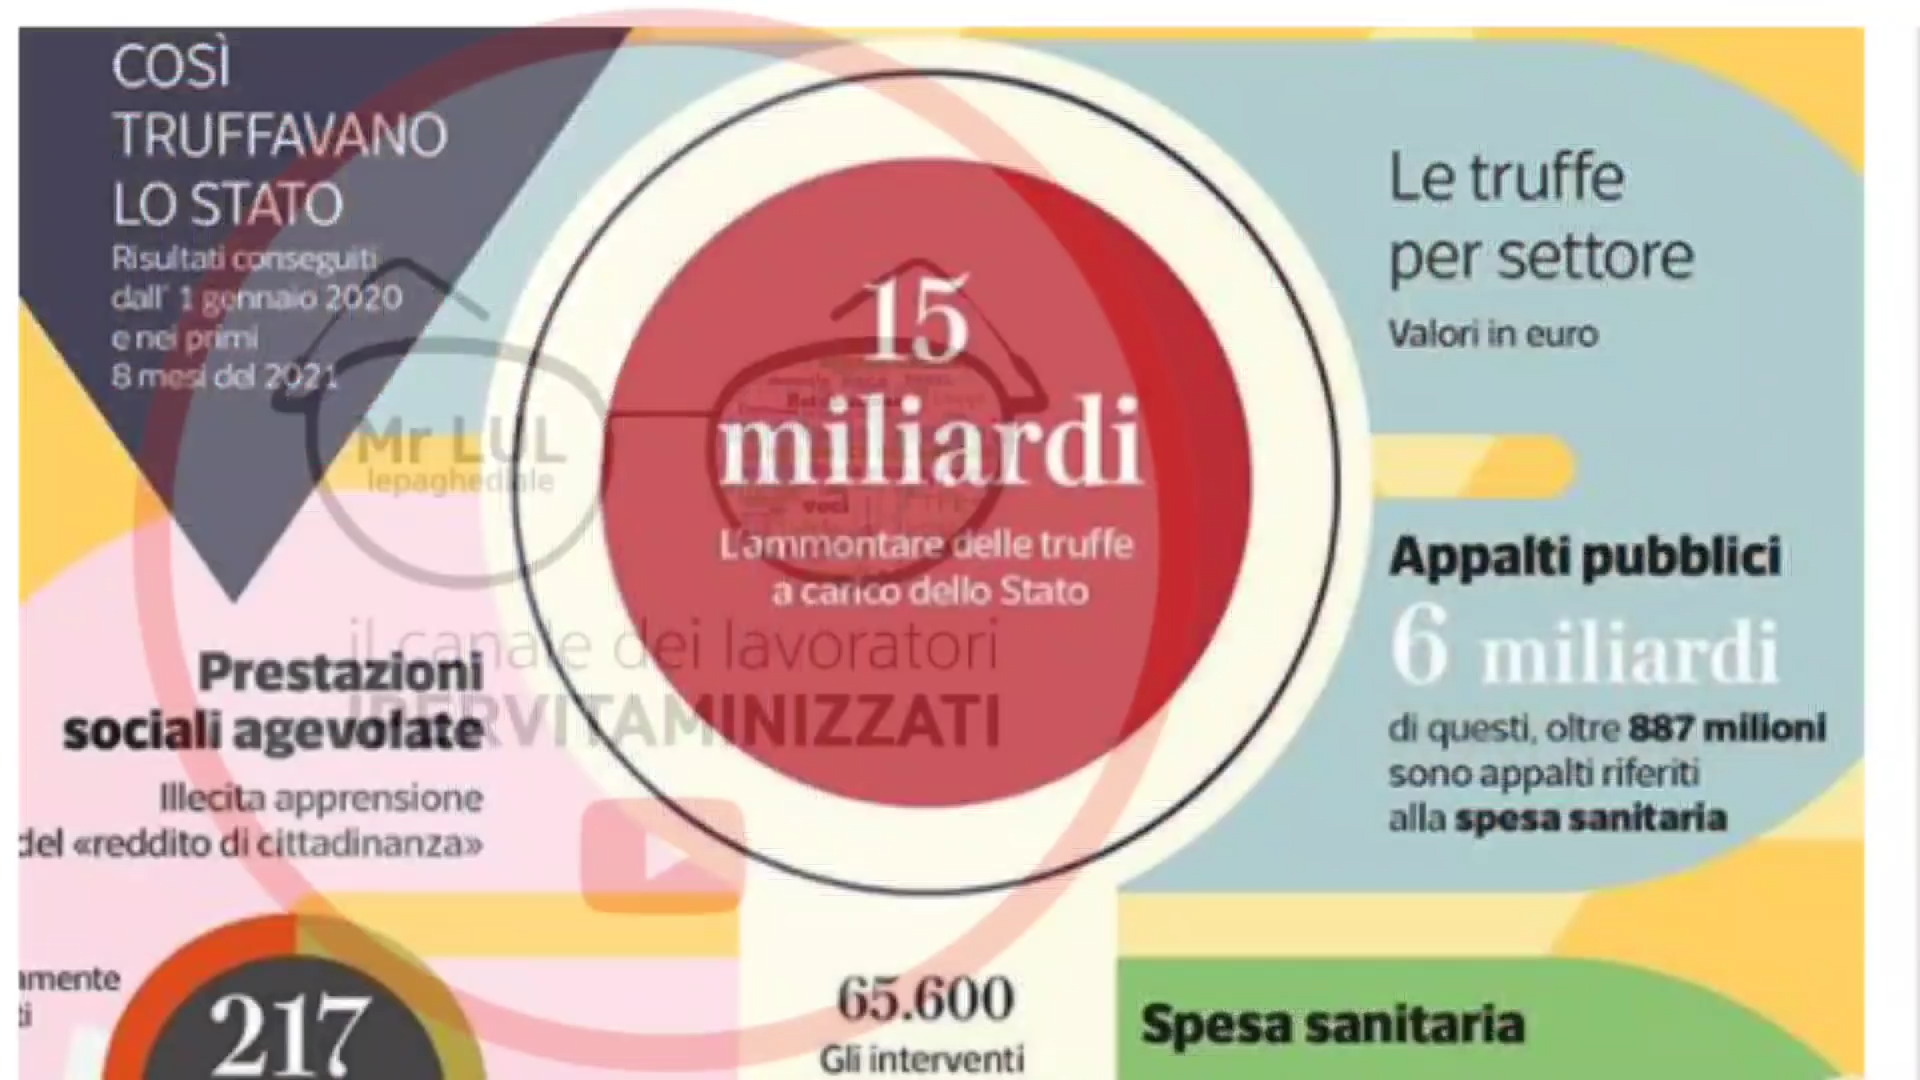 COSÌ
TRUFFAVANO
LO STATO
Risultati conseguiti
dall' 1 gennaio 2020
e nei primi
8 mesi del 2021
15
miliardi
L'ammontare delle truffe
a carico dello Stato
Le truffe
per settore
Valori in euro
Appalti pubblici
6 miliardi
di questi, oltre 887 milioni
sono appalti riferiti
alla spesa sanitaria
Mr LUL
lepaghediale
voci
il canale dei lavoratori
IPERVITAMINIZZATI
Prestazioni
sociali agevolate
Illecita apprensione
del «reddito di cittadinanza»
amente
ti
217
65.600
Gli interventi
Spesa sanitaria